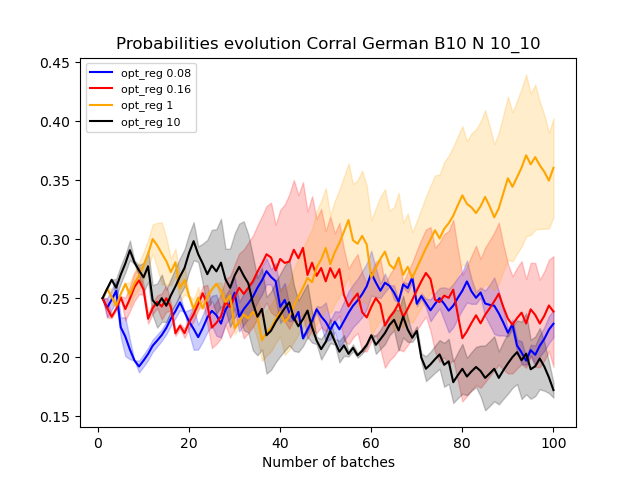 Probabilities evolution Corral German B10 N 10_10
0.45
0.40
0.35
0.30
0.25
0.20
0.15
opt_reg 0.08
opt_reg 0.16
opt_reg 1
opt_reg 10
0 20 40 60 80 100
Number of batches